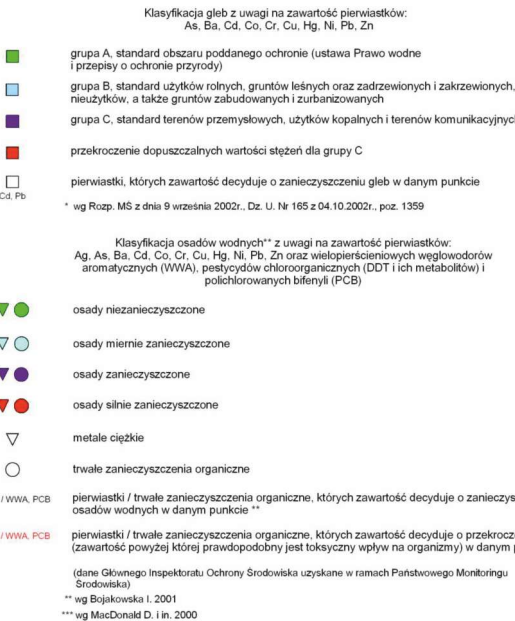 Klasyfikacja gleb z uwagi na zawartość pierwiastków:
As, Ba, Cd, Co, Cr, Cu, Hg, Ni, Pb, Zn
grupa A, standard obszaru poddanego ochronie (ustawa Prawo wodne
i przepisy o ochronie przyrody)
grupa B, standard użytków rolnych, gruntów leśnych oraz zadrzewionych i zakrzewionych,
nieużytków, a także gruntów zabudowanych i zurbanizowanych
grupa C, standard terenów przemysłowych, użytków kopalnych i terenów komunikacyjnyc
przekroczenie dopuszczalnych wartości stężeń dla grupy C
pierwiastki, których zawartość decyduje o zanieczyszczeniu gleb w danym punkcie
Cd, Pb
* wg Rozp. MŚ z dnia 9 września 2002r., Dz. U. Nr 165 z 04.10.2002r., poz. 1359
Klasyfikacja osadów wodnych** z uwagi na zawartość pierwiastków:
Ag, As, Ba, Cd, Co, Cr, Cu, Hg, Ni, Pb, Zn oraz wielopierścieniowych węglowodorów
aromatycznych (WWA), pestycydów chloroorganicznych (DDT i ich metabolitów) i
polichlorowanych bifenyli (PCB)
osady niezanieczyszczone
osady miernie zanieczyszczone
osady zanieczyszczone
osady silnie zanieczyszczone
metale ciężkie
trwałe zanieczyszczenia organiczne
/ WWA, PCB pierwiastki / trwałe zanieczyszczenia organiczne, których zawartość decyduje o zanieczys
osadów wodnych w danym punkcie **
/ WWA, PCB pierwiastki / trwałe zanieczyszczenia organiczne, których zawartość decyduje o przekrocz
(zawartość powyżej której prawdopodobny jest toksyczny wpływ na organizmy) w danym p
(dane Głównego Inspektoratu Ochrony Środowiska uzyskane w ramach Państwowego Monitoringu
Środowiska)
** wg Bojakowska I. 2001
*** wg MacDonald D. i in. 2000